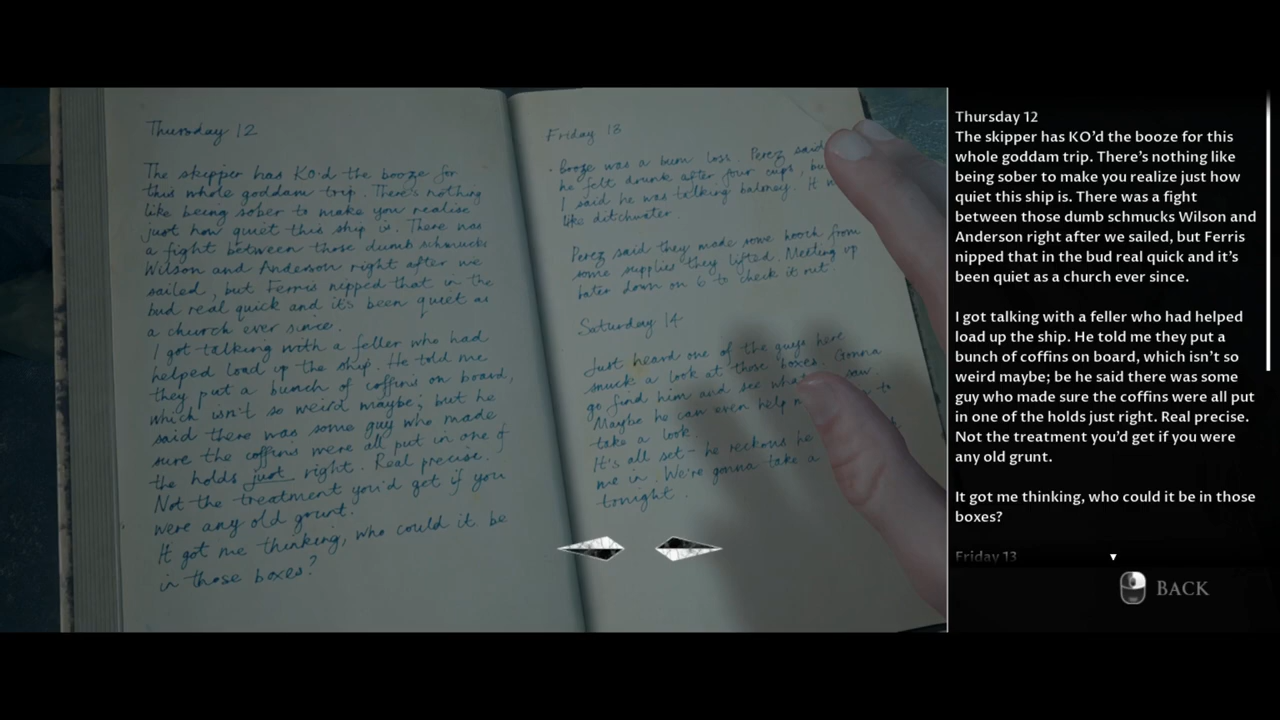 Thursday 12
The skipper has KO'd the booze for
this whole goddam trip. There's nothing
like being sober to make you realise
just how quiet this ship is. There was
a fight between those dumb schmucks
Wilson and Anderson right after we
sailed, but Ferris nipped that in the
bud real quick and it's been quiet as
a church ever since.
I got talking with a feller who had
helped load up the ship. He told me
they put a bunch of coffins on board,
which isn't so weird maybe; but he
said there was some guy who made
sure the coffins were all put in one of
the holds just right. Real precise.
Not the treatment you'd get if you
were any old grunt.
It got me thinking, who could it be
in those boxes?
Friday 13
Booze was a bum loss. Perez said
he felt drunk after four cups, but
I said he was talking baloney. It
like ditchwater.
Perez said they made some hooch from
some supplies they lifted. Meeting up
later down on 6 to check it out.
Saturday 14
Just heard one of the guys here
snuck a look at those boxes. Gonna
go find him and see what saw.
Maybe he can even help to
take a look.
It's all set - he reckons he
me in. We're gonna take a
tonight.
Thursday 12
The skipper has KO'd the booze for this
whole goddam trip. There's nothing like
being sober to make you realize just how
quiet this ship is. There was a fight
between those dumb schmucks Wilson and
Anderson right after we sailed, but Ferris
nipped that in the bud real quick and it's
been quiet as a church ever since.
I got talking with a feller who had helped
load up the ship. He told me they put a
bunch of coffins on board, which isn't so
weird maybe; be he said there was some
guy who made sure the coffins were all put
in one of the holds just right. Real precise.
Not the treatment you'd get if you were
any old grunt.
It got me thinking, who could it be in those
boxes?
Friday 13
BACK